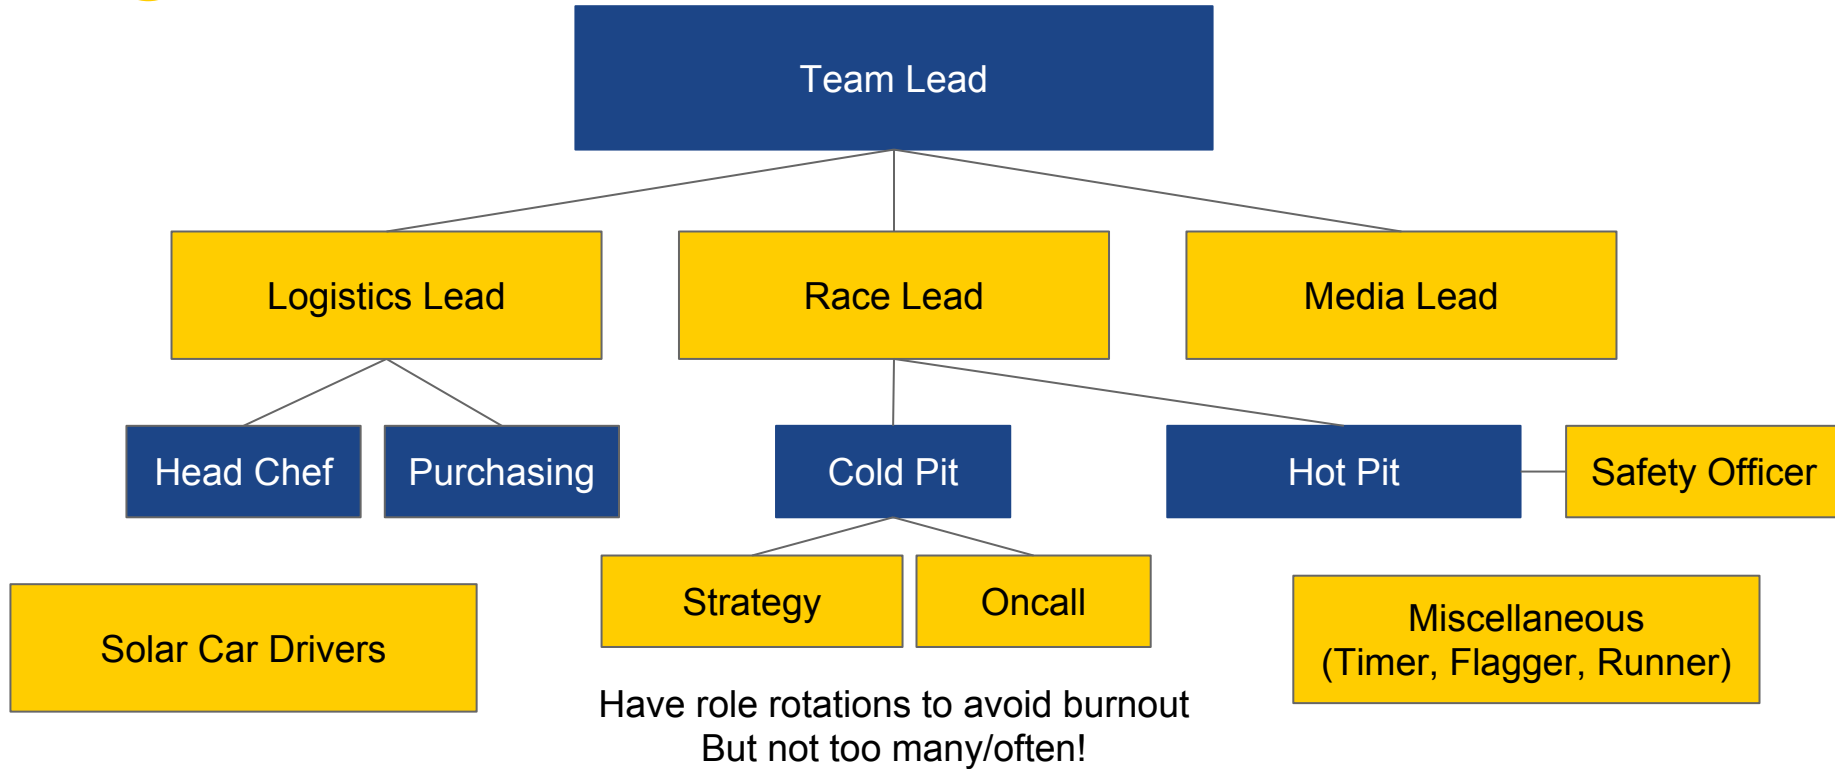 Team Lead
Logistics Lead
Race Lead
Media Lead
Head Chef
Purchasing
Cold Pit
Hot Pit
Safety Officer
Strategy
Oncall
Solar Car Drivers
Miscellaneous
(Timer, Flagger, Runner)
Have role rotations to avoid burnout
But not too many/often!